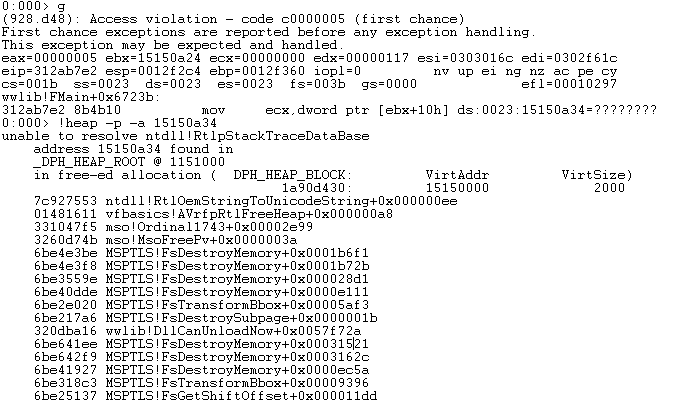 0:000> g
(928.d48): Access violation - code c0000005 (first chance)
First chance exceptions are reported before any exception handling.
This exception may be expected and handled.
eax=00000005 ebx=15150a24 ecx=00000000 edx=00000117 esi=0303016c edi=0302f61c
eip=312ab7e2 esp=0012f2c4 ebp=0012f360 iopl=0 nv up ei ng nz ac pe cy
cs=001b ss=0023 ds=0023 es=0023 fs=003b gs=0000 efl=00010297
wwlib!FMain+0x6723b:
312ab7e2 8b4b10 mov ecx,dword ptr [ebx+10h] ds:0023:15150a34=????????
0:000> !heap -p -a 15150a34
unable to resolve ntdll!RtlpStackTraceDataBase
address 15150a34 found in
_DPH_HEAP_ROOT @ 1151000
in free-ed allocation ( DPH_HEAP_BLOCK: VirtAddr VirtSize)
1a90d430: 15150000 2000
7c927553 ntdll!RtlOemStringToUnicodeString+0x000000ee
01481611 vfbasics!AVrfpRtlFreeHeap+0x000000a8
331047f5 mso!Ordinal1743+0x00002e99
3260d74b mso!MsoFreePv+0x0000003a
6be4e3be MSPTLS!FsDestroyMemory+0x0001b6f1
6be4e3f8 MSPTLS!FsDestroyMemory+0x0001b72b
6be3559e MSPTLS!FsDestroyMemory+0x000028d1
6be40dde MSPTLS!FsDestroyMemory+0x0000e111
6be2e020 MSPTLS!FsTransformBbox+0x00005af3
6be217a6 MSPTLS!FsDestroySubpage+0x0000001b
320dba16 wwlib!DllCanUnloadNow+0x0057f72a
6be641ee MSPTLS!FsDestroyMemory+0x00031521
6be642f9 MSPTLS!FsDestroyMemory+0x0003162c
6be41927 MSPTLS!FsDestroyMemory+0x0000ec5a
6be318c3 MSPTLS!FsTransformBbox+0x00009396
6be25137 MSPTLS!FsGetShiftOffset+0x000011dd